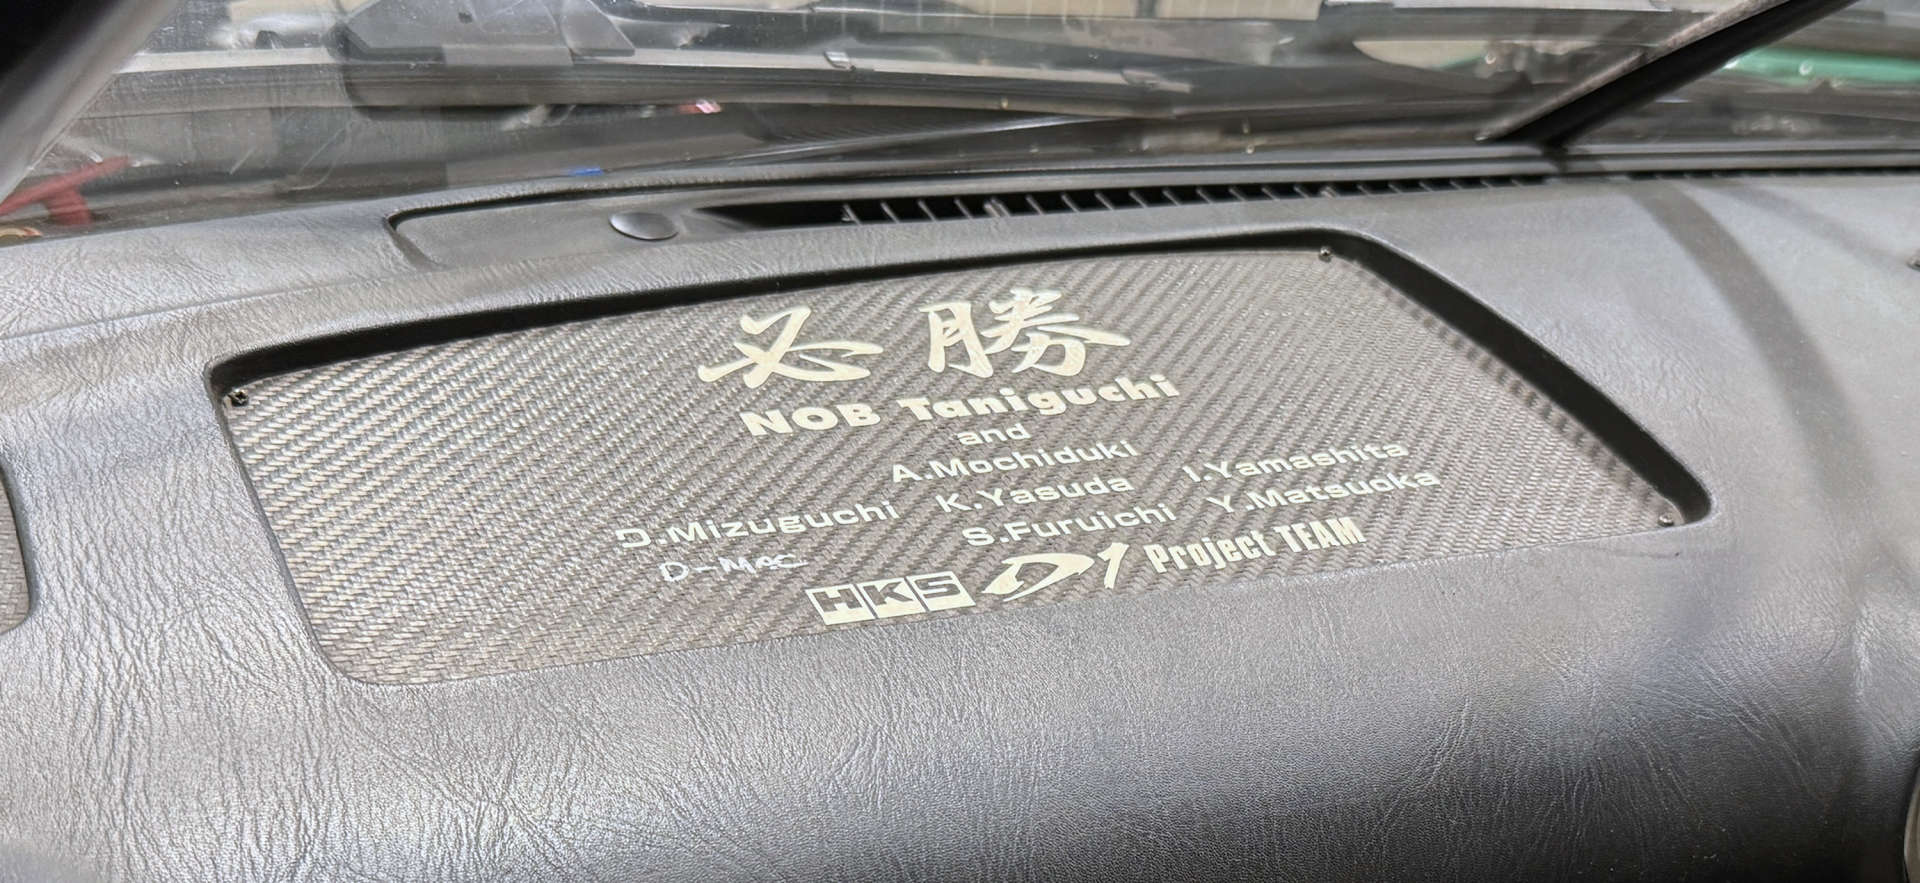 必勝
NOB Taniguchi
and
A.Mochiduki
D.Mizuguchi K.Yasuda I.Yamashita
S.Furuichi Y.Matsuoka
D-MAC
HKS D1 Project TEAM